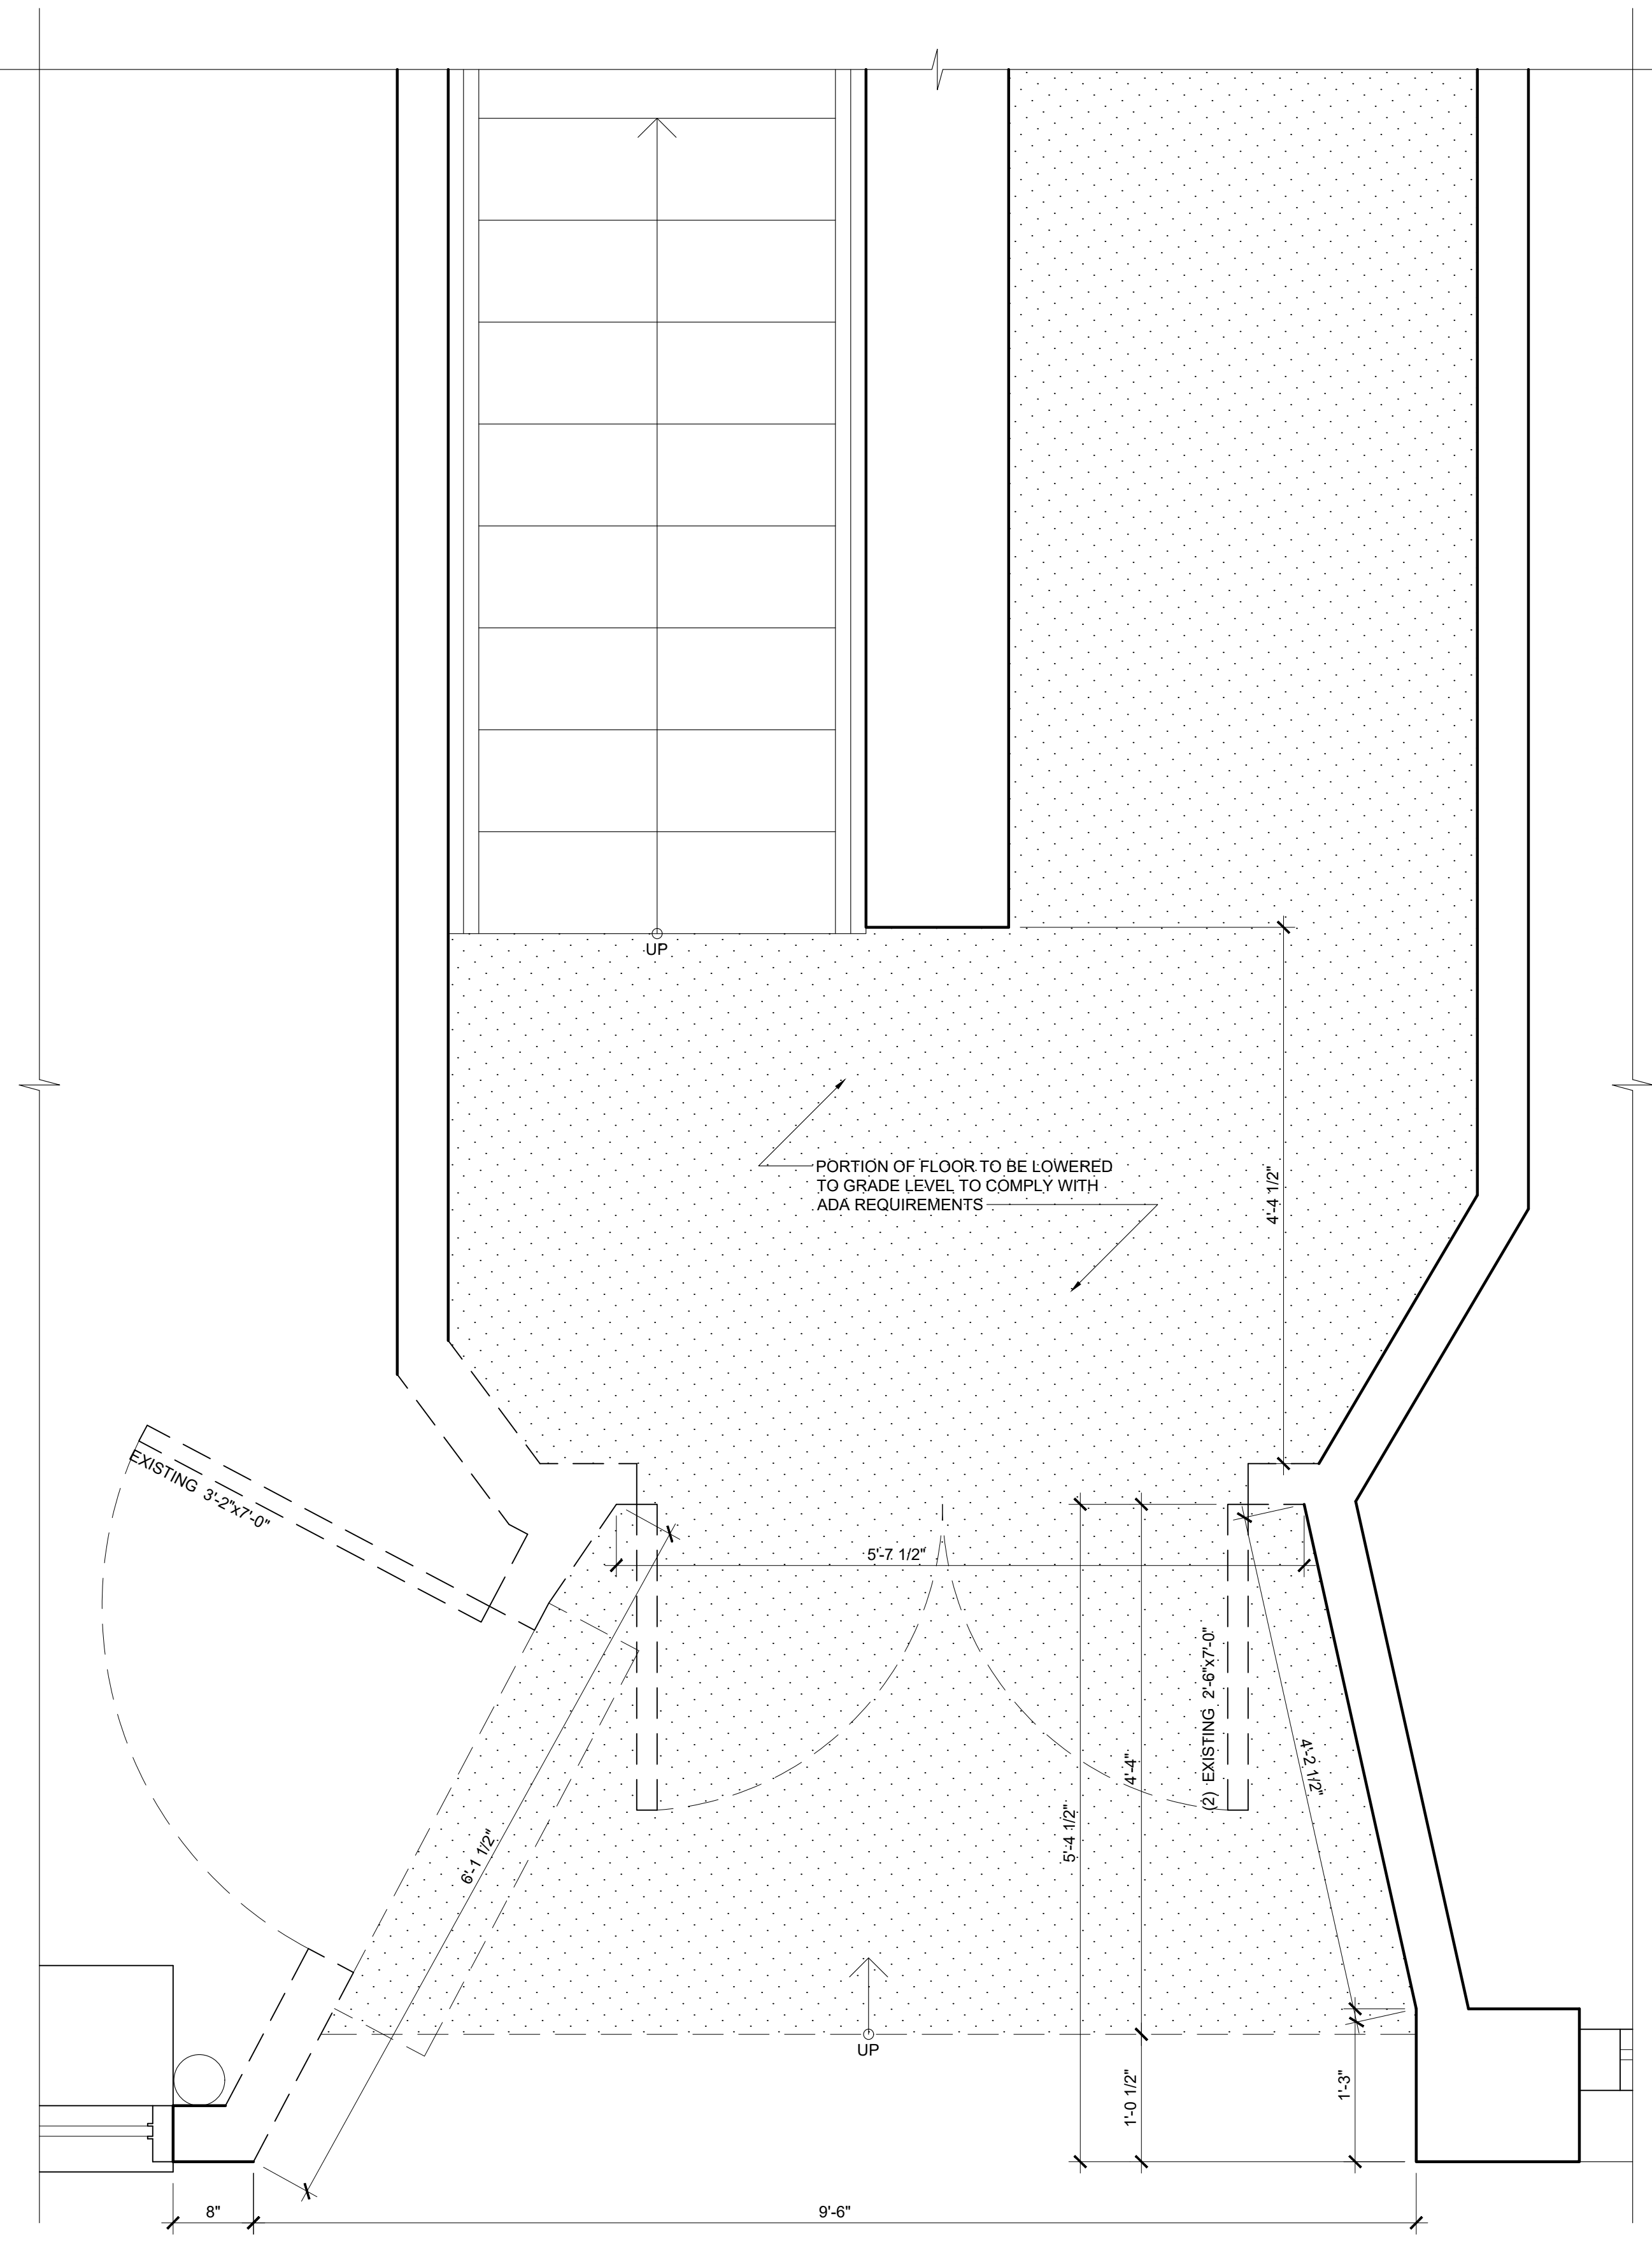 UP
PORTION OF FLOOR TO BE LOWERED
TO GRADE LEVEL TO COMPLY WITH
ADA REQUIREMENTS
4'-4 1/2"
EXISTING 3'-2"x7'-0"
5'-7 1/2"
(2) EXISTING 2'-6"x7'-0"
4'-2 1/2"
4'-4"
5'-4 1/2"
6'-1 1/2"
UP
1'-0 1/2"
1'-3"
8"
9'-6"